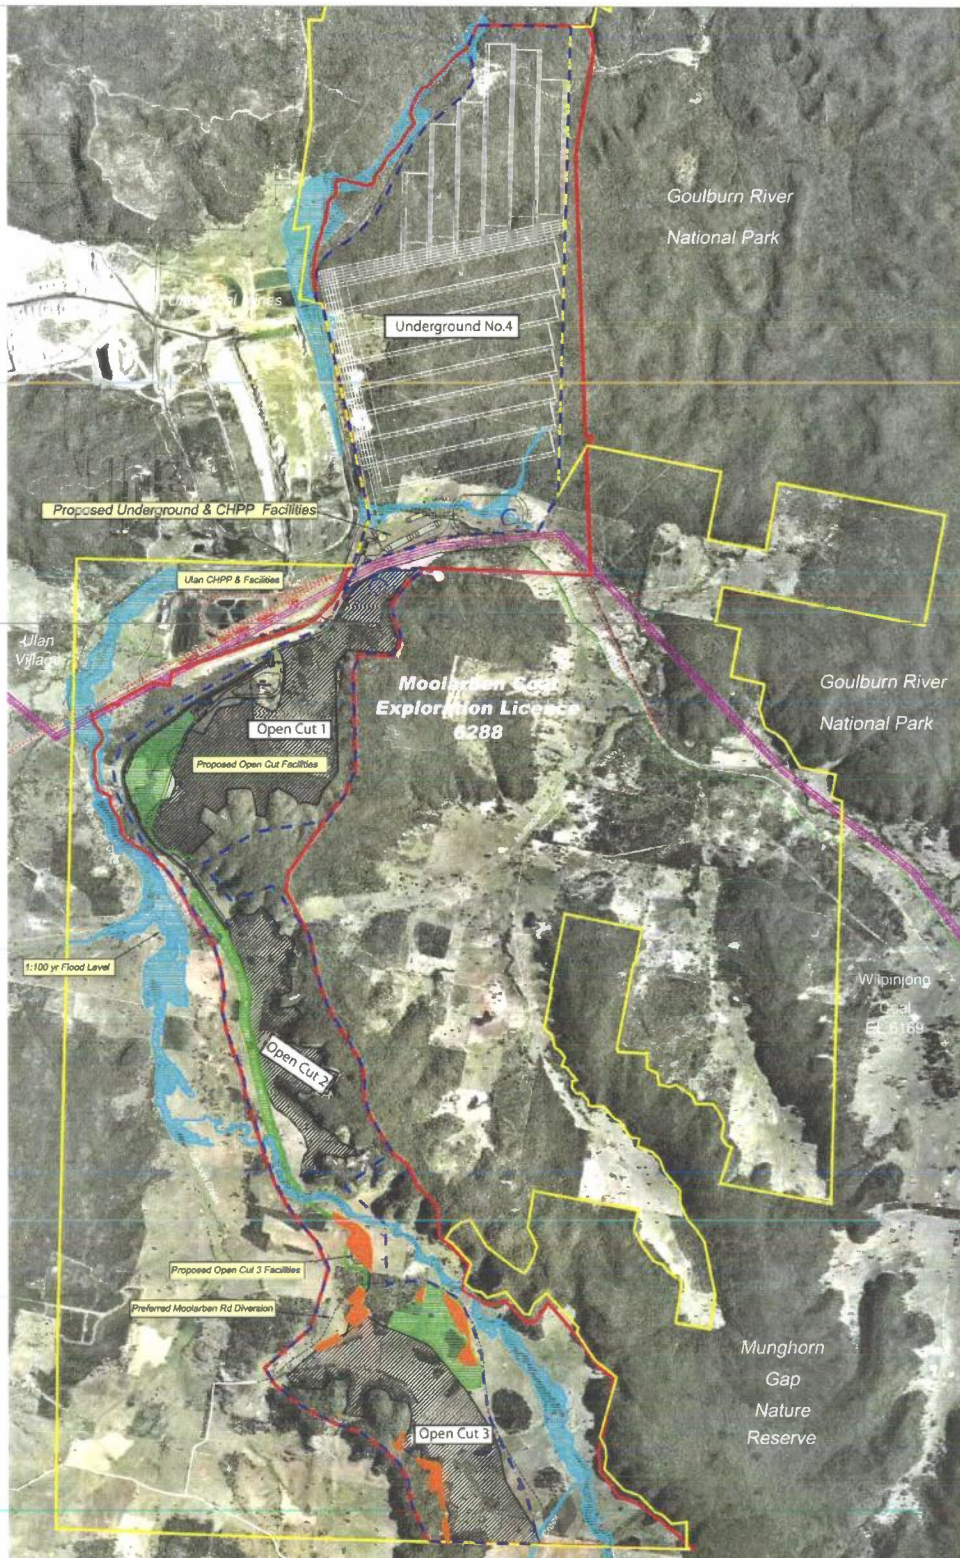 Goulburn River
National Park
Underground No.4
Proposed Underground & CHPP Facilities
Ulan CHPP & Facilities
Ulan
Village
Moolarben Coal
Exploration Licence
6288
Goulburn River
National Park
Open Cut 1
Proposed Open Cut Facilities
1:100 yr Flood Level
Wilpinjong
Coal
EL 6169
Open Cut 2
Proposed Open Cut 3 Facilities
Preferred Moolarben Rd Diversion
Munghorn
Gap
Nature
Reserve
Open Cut 3